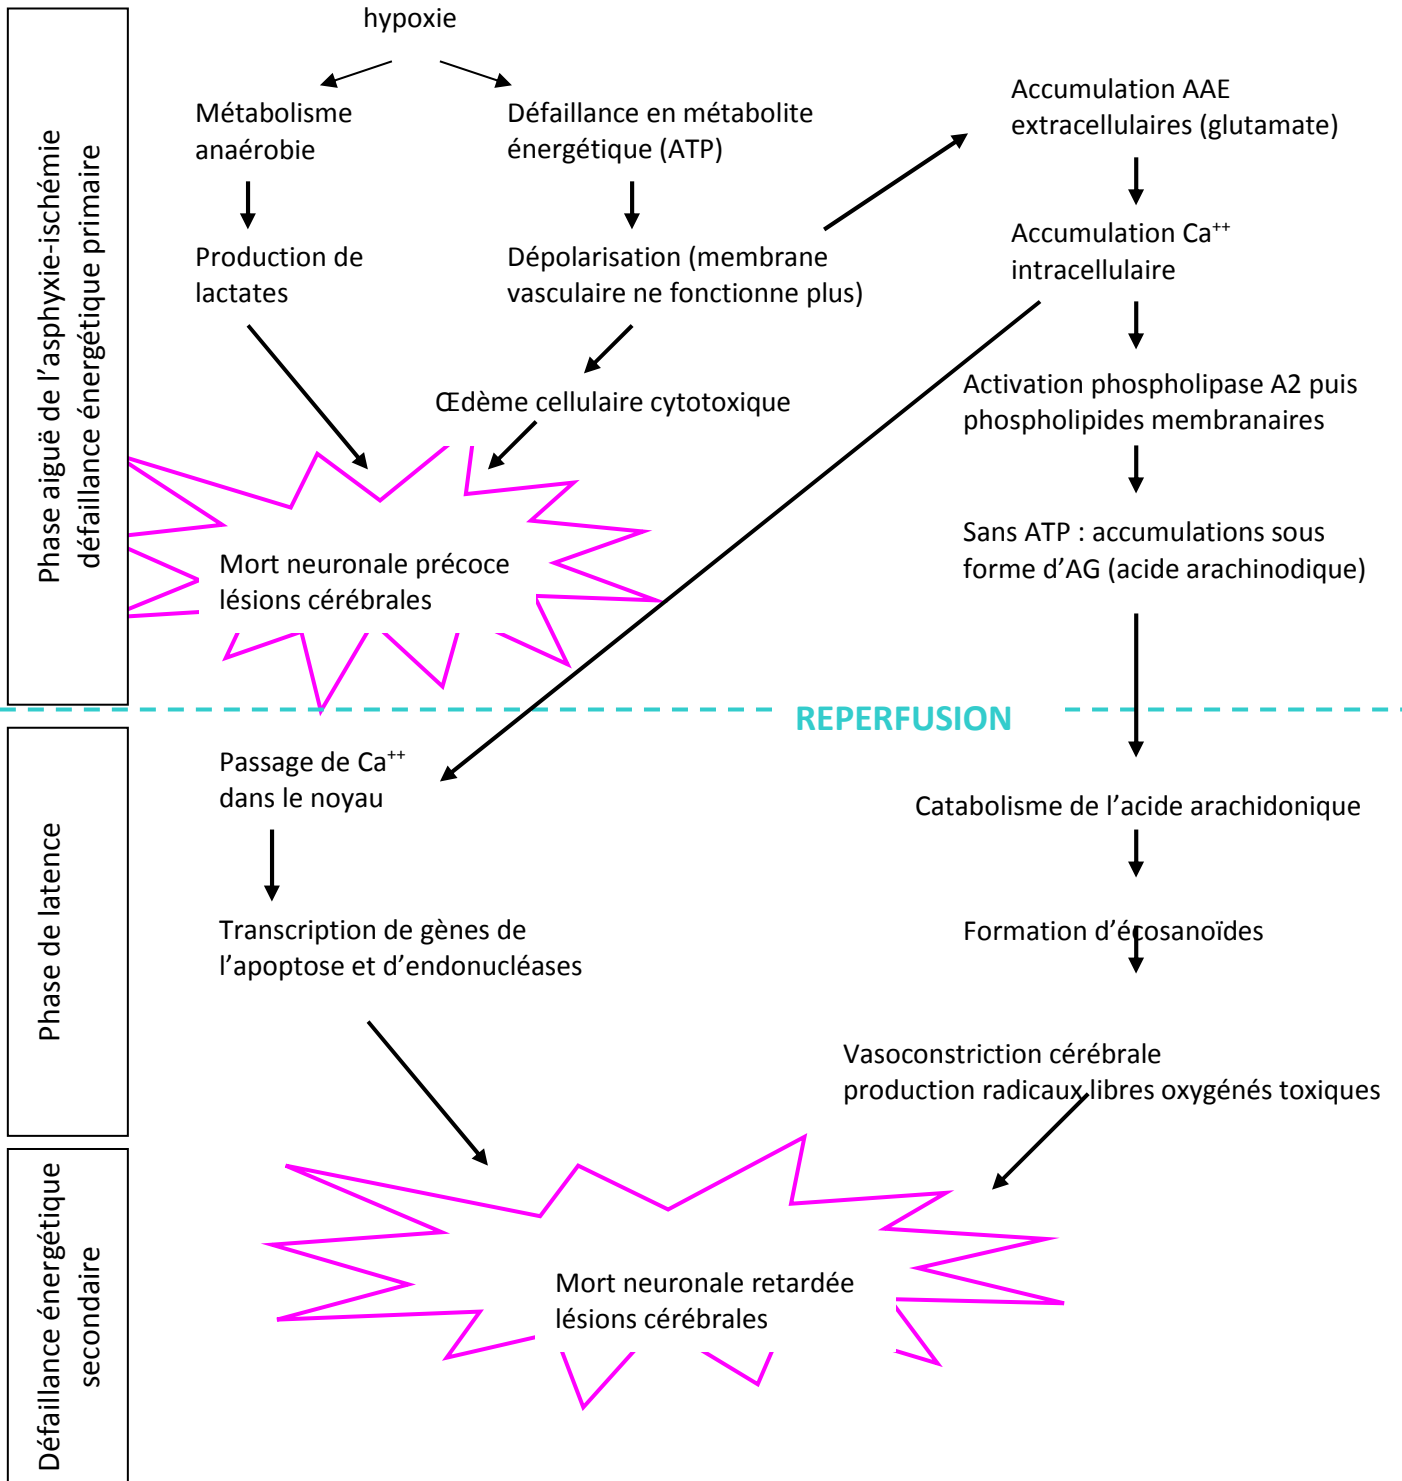 hypoxie
Phase aiguë de l’asphyxie-ischémie
défaillance énergétique primaire
Métabolisme
anaérobie
Défaillance en métabolite
énergétique (ATP)
Accumulation AAE
extracellulaires (glutamate)
Production de
lactates
Dépolarisation (membrane
vasculaire ne fonctionne plus)
Accumulation Ca⁺⁺
intracellulaire
Œdème cellulaire cytotoxique
Activation phospholipase A2 puis
phospholipides membranaires
Mort neuronale précoce
lésions cérébrales
Sans ATP : accumulations sous
forme d’AG (acide arachinodique)
REPERFUSION
Phase de latence
Passage de Ca⁺⁺
dans le noyau
Catabolisme de l’acide arachidonique
Transcription de gènes de
l’apoptose et d’endonucléases
Formation d’écosanoïdes
Vasoconstriction cérébrale
production radicaux libres oxygénés toxiques
Défaillance énergétique
secondaire
Mort neuronale retardée
lésions cérébrales